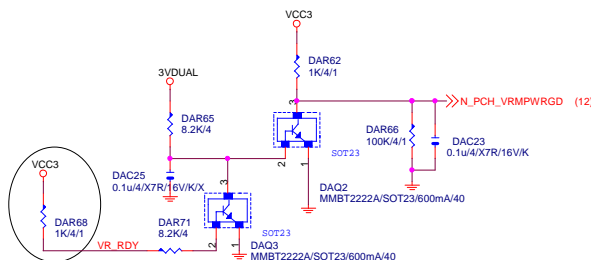 VCC3
DAR62
1K/4/1
3VDUAL
N_PCH_VRMPWRGD (12)
3
DAR65
8.2K/4
DAR66
100K/4/1
DAC23
0.1u/4/X7R/16V/K
SOT23
2
1
VCC3
DAC25
0.1u/4/X7R/16V/K/X
3
DAQ2
MMBT2222A/SOT23/600mA/40
DAR68
1K/4/1
VR_RDY
DAR71
8.2K/4
SOT23
2
1
DAQ3
MMBT2222A/SOT23/600mA/40